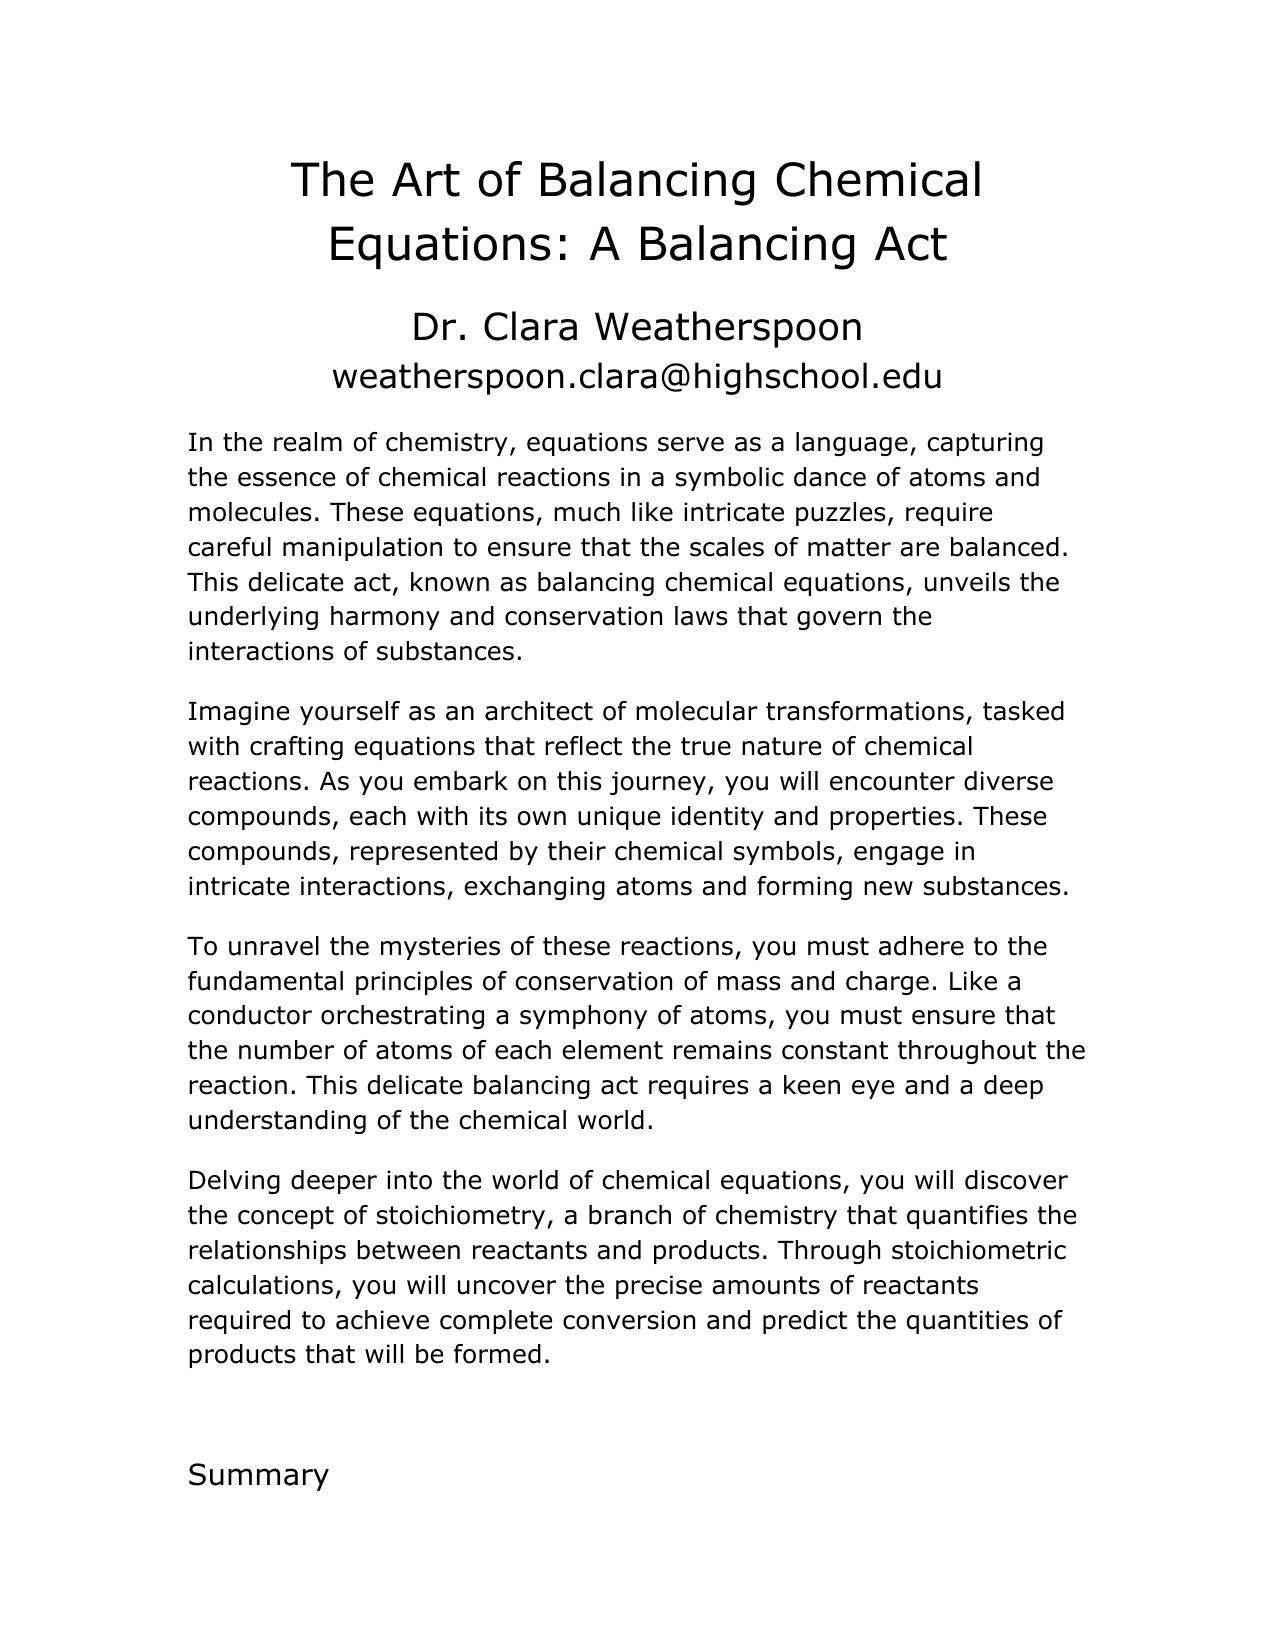 The Art of Balancing Chemical
Equations: A Balancing Act
Dr. Clara Weatherspoon
weatherspoon.clara@highschool.edu
In the realm of chemistry, equations serve as a language, capturing
the essence of chemical reactions in a symbolic dance of atoms and
molecules. These equations, much like intricate puzzles, require
careful manipulation to ensure that the scales of matter are balanced.
This delicate act, known as balancing chemical equations, unveils the
underlying harmony and conservation laws that govern the
interactions of substances.
Imagine yourself as an architect of molecular transformations, tasked
with crafting equations that reflect the true nature of chemical
reactions. As you embark on this journey, you will encounter diverse
compounds, each with its own unique identity and properties. These
compounds, represented by their chemical symbols, engage in
intricate interactions, exchanging atoms and forming new substances.
To unravel the mysteries of these reactions, you must adhere to the
fundamental principles of conservation of mass and charge. Like a
conductor orchestrating a symphony of atoms, you must ensure that
the number of atoms of each element remains constant throughout the
reaction. This delicate balancing act requires a keen eye and a deep
understanding of the chemical world.
Delving deeper into the world of chemical equations, you will discover
the concept of stoichiometry, a branch of chemistry that quantifies the
relationships between reactants and products. Through stoichiometric
calculations, you will uncover the precise amounts of reactants
required to achieve complete conversion and predict the quantities of
products that will be formed.
Summary